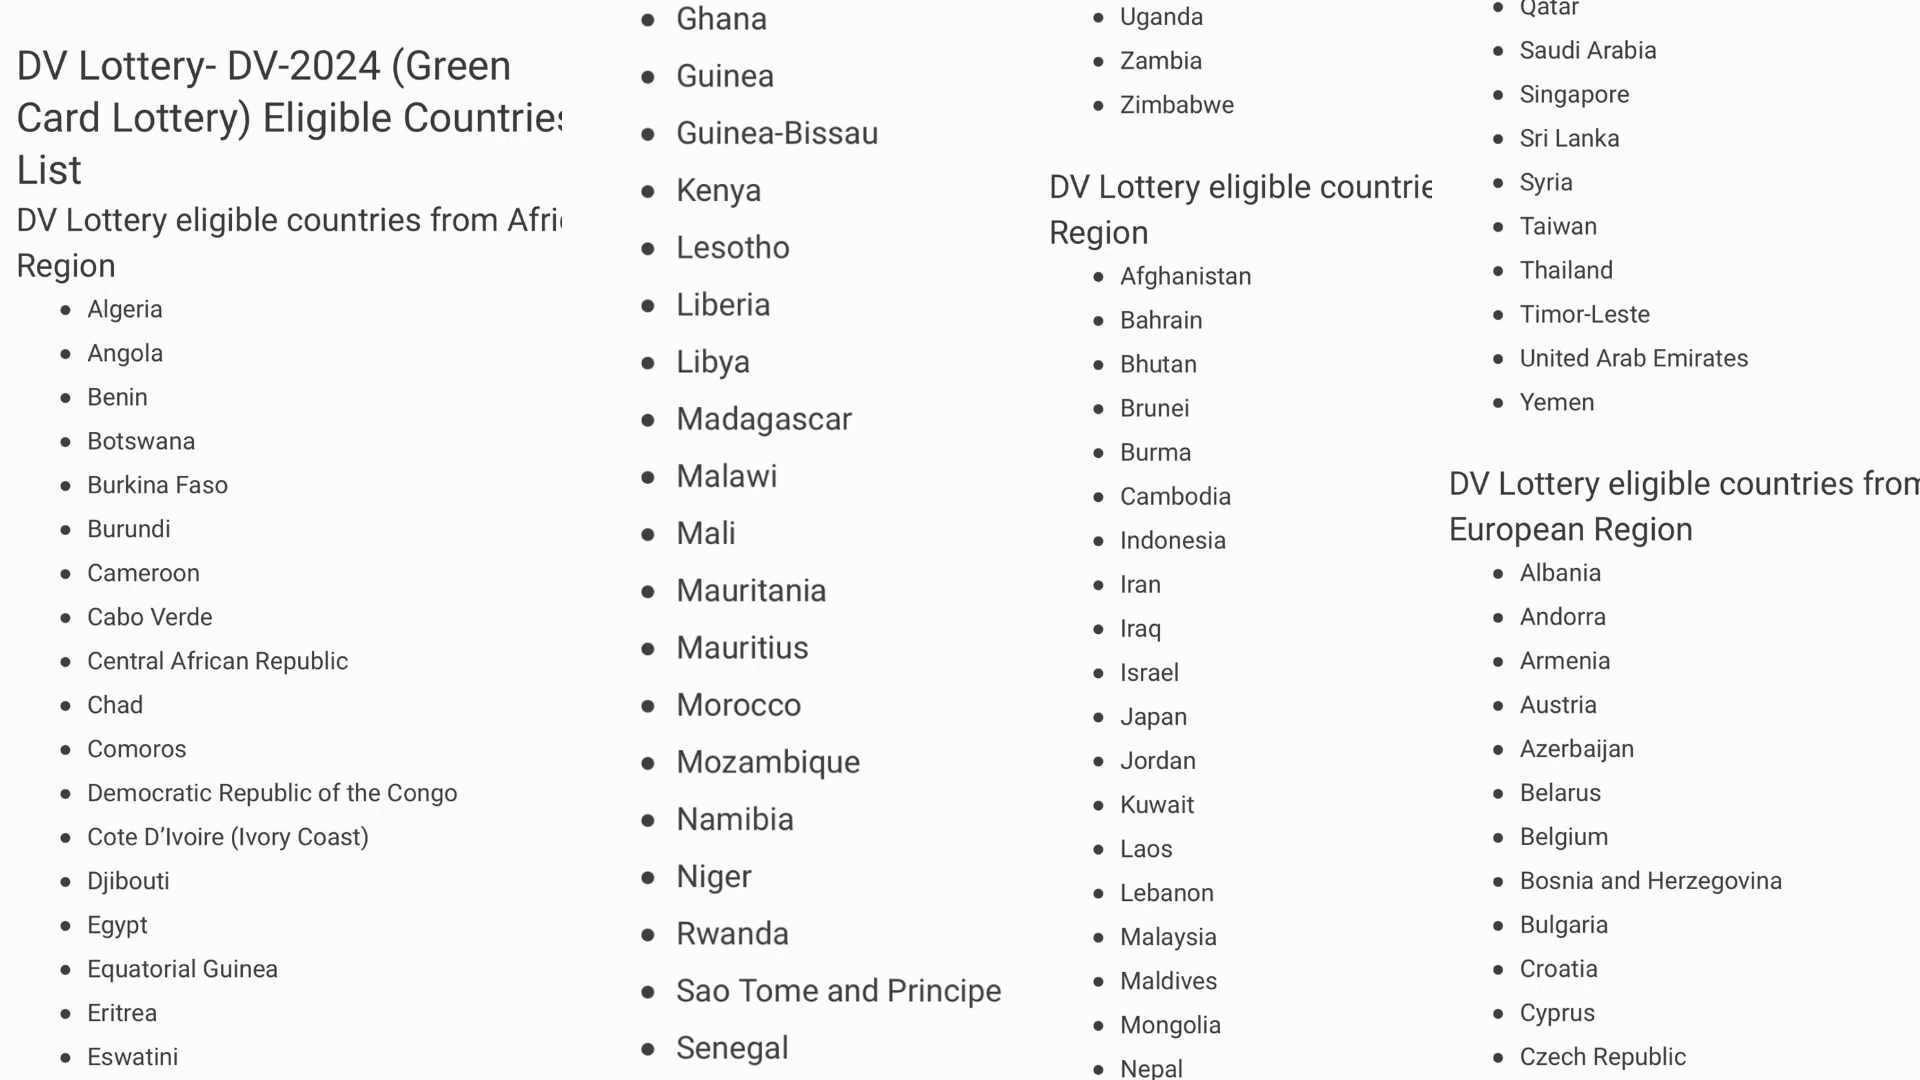 DV Lottery- DV-2024 (Green
Card Lottery) Eligible Countries
List
DV Lottery eligible countries from Afri
Region
• Algeria
• Angola
• Benin
• Botswana
• Burkina Faso
• Burundi
• Cameroon
• Cabo Verde
• Central African Republic
• Chad
• Comoros
• Democratic Republic of the Congo
• Cote D’Ivoire (Ivory Coast)
• Djibouti
• Egypt
• Equatorial Guinea
• Eritrea
• Eswatini
• Ghana
• Guinea
• Guinea-Bissau
• Kenya
• Lesotho
• Liberia
• Libya
• Madagascar
• Malawi
• Mali
• Mauritania
• Mauritius
• Morocco
• Mozambique
• Namibia
• Niger
• Rwanda
• Sao Tome and Principe
• Senegal
• Uganda
• Zambia
• Zimbabwe
DV Lottery eligible countrie
Region
• Afghanistan
• Bahrain
• Bhutan
• Brunei
• Burma
• Cambodia
• Indonesia
• Iran
• Iraq
• Israel
• Japan
• Jordan
• Kuwait
• Laos
• Lebanon
• Malaysia
• Maldives
• Mongolia
• Nepal
• Qatar
• Saudi Arabia
• Singapore
• Sri Lanka
• Syria
• Taiwan
• Thailand
• Timor-Leste
• United Arab Emirates
• Yemen
DV Lottery eligible countries from
European Region
• Albania
• Andorra
• Armenia
• Austria
• Azerbaijan
• Belarus
• Belgium
• Bosnia and Herzegovina
• Bulgaria
• Croatia
• Cyprus
• Czech Republic